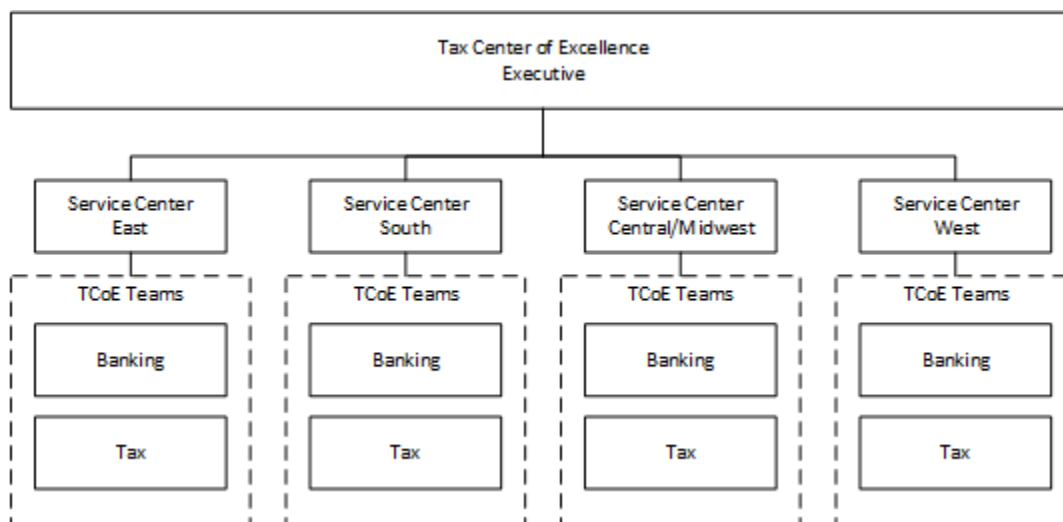 Tax Center of Excellence
Executive
Service Center
East
Service Center
South
Service Center
Central/Midwest
Service Center
West
TCoE Teams
TCoE Teams
TCoE Teams
TCoE Teams
Banking
Banking
Banking
Banking
Tax
Tax
Tax
Tax